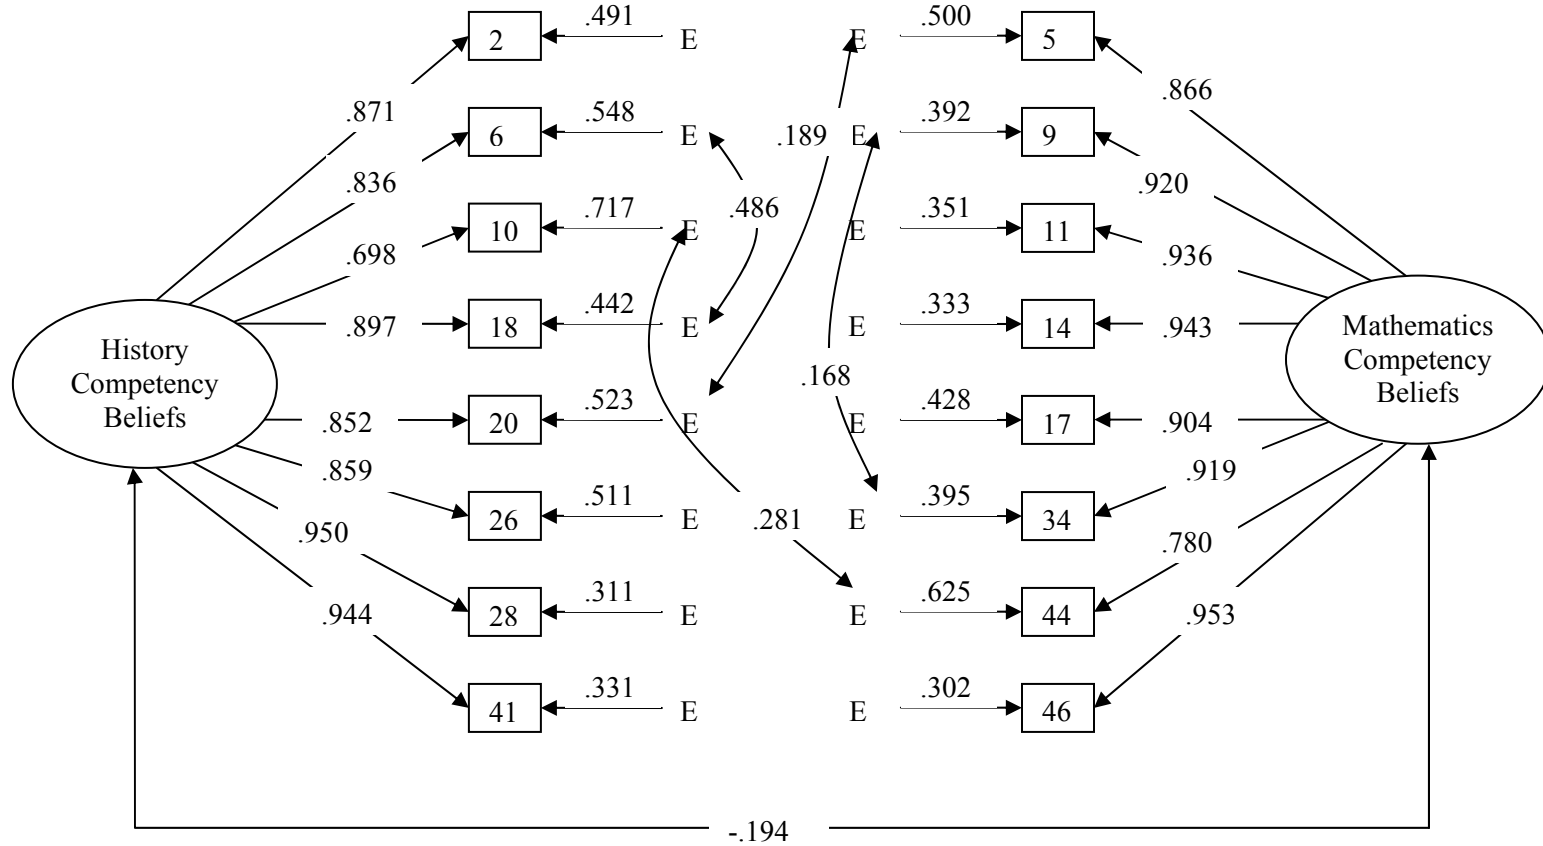 .491
.500
2
E
E
5
.871
.866
.548
.392
6
E
.189
E
9
.836
.920
.717
.486
.351
10
E
E
11
.698
.936
.442
.333
.897
18
E
E
14
.943
History
Competency
Beliefs
Mathematics
Competency
Beliefs
.168
.523
.428
.852
20
E
E
17
.904
.859
.919
.511
.395
26
E
.281
E
34
.950
.780
.311
.625
28
E
E
44
.944
.953
.331
.302
41
E
E
46
-.194